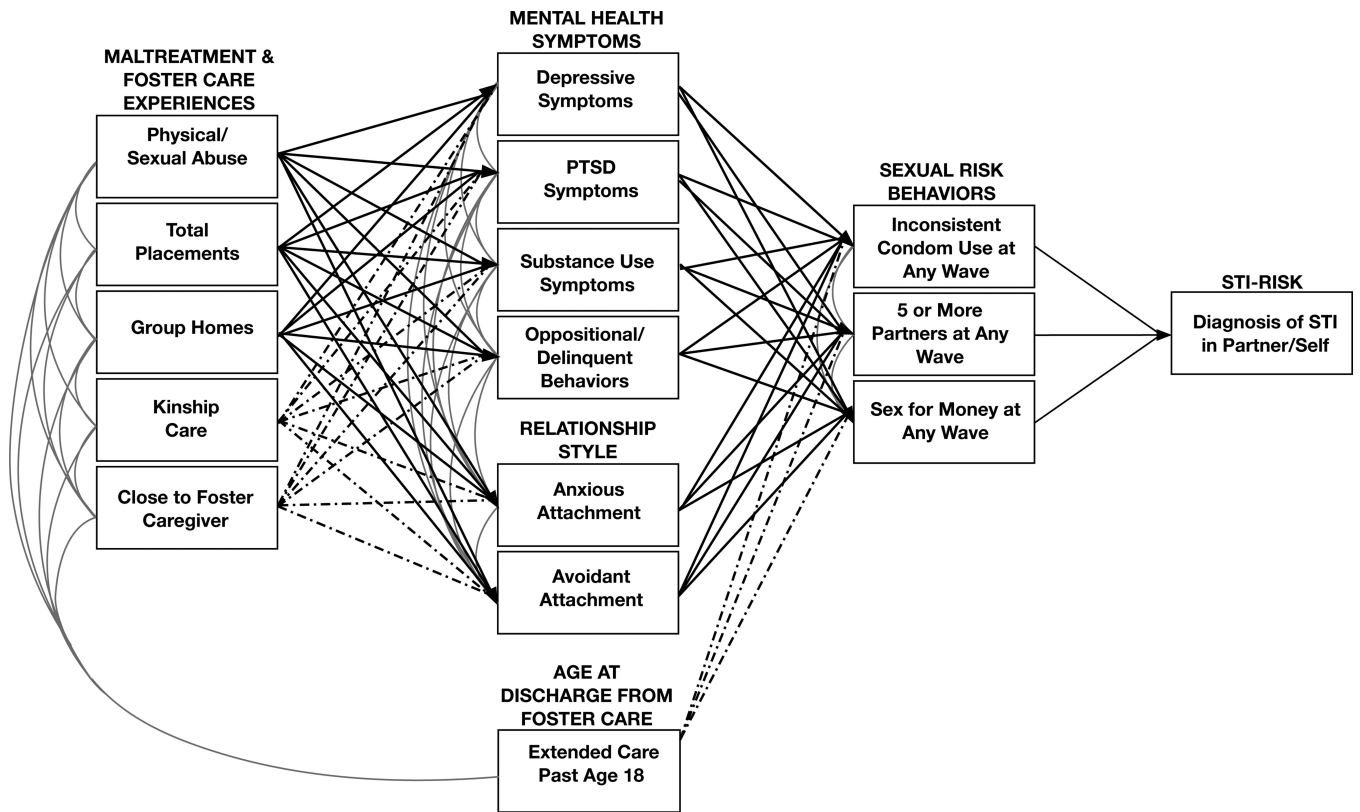 MALTREATMENT &
FOSTER CARE
EXPERIENCES
Physical/
Sexual Abuse
Total
Placements
Group Homes
Kinship
Care
Close to Foster
Caregiver
MENTAL HEALTH
SYMPTOMS
Depressive
Symptoms
PTSD
Symptoms
Substance Use
Symptoms
Oppositional/
Delinquent
Behaviors
RELATIONSHIP
STYLE
Anxious
Attachment
Avoidant
Attachment
AGE AT
DISCHARGE FROM
FOSTER CARE
Extended Care
Past Age 18
SEXUAL RISK
BEHAVIORS
Inconsistent
Condom Use at
Any Wave
5 or More
Partners at Any
Wave
Sex for Money at
Any Wave
STI-RISK
Diagnosis of STI
in Partner/Self